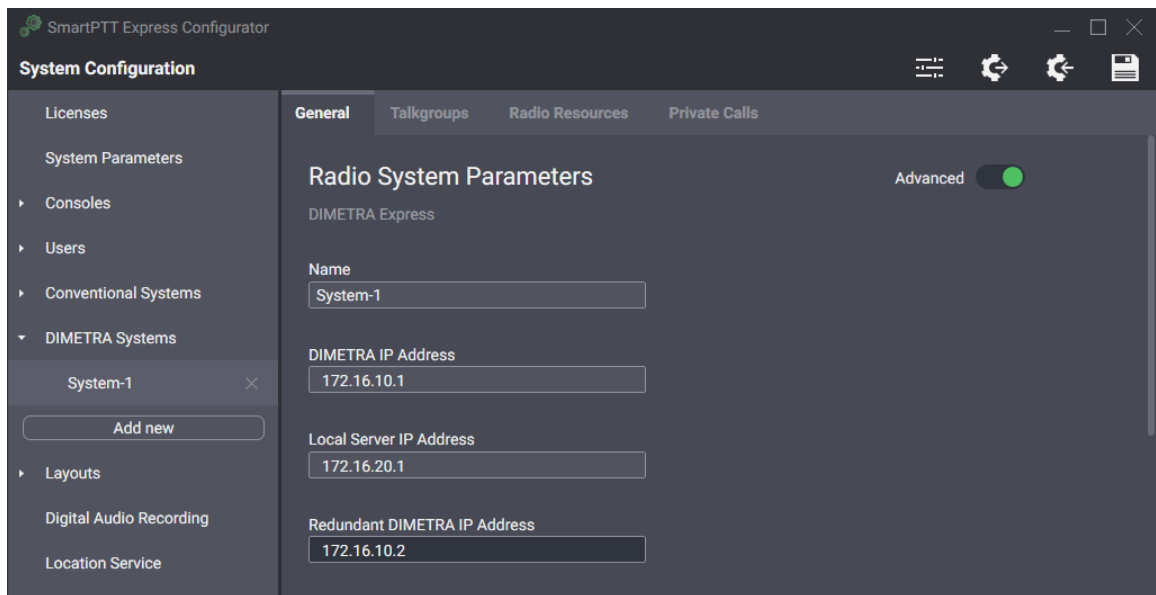 SmartPTT Express Configurator
System Configuration
Licenses
System Parameters
Consoles
Users
Conventional Systems
DIMETRA Systems
System-1
Add new
Layouts
Digital Audio Recording
Location Service
General Talkgroups Radio Resources Private Calls
Radio System Parameters
Advanced
DIMETRA Express
Name
System-1
DIMETRA IP Address
172.16.10.1
Local Server IP Address
172.16.20.1
Redundant DIMETRA IP Address
172.16.10.2